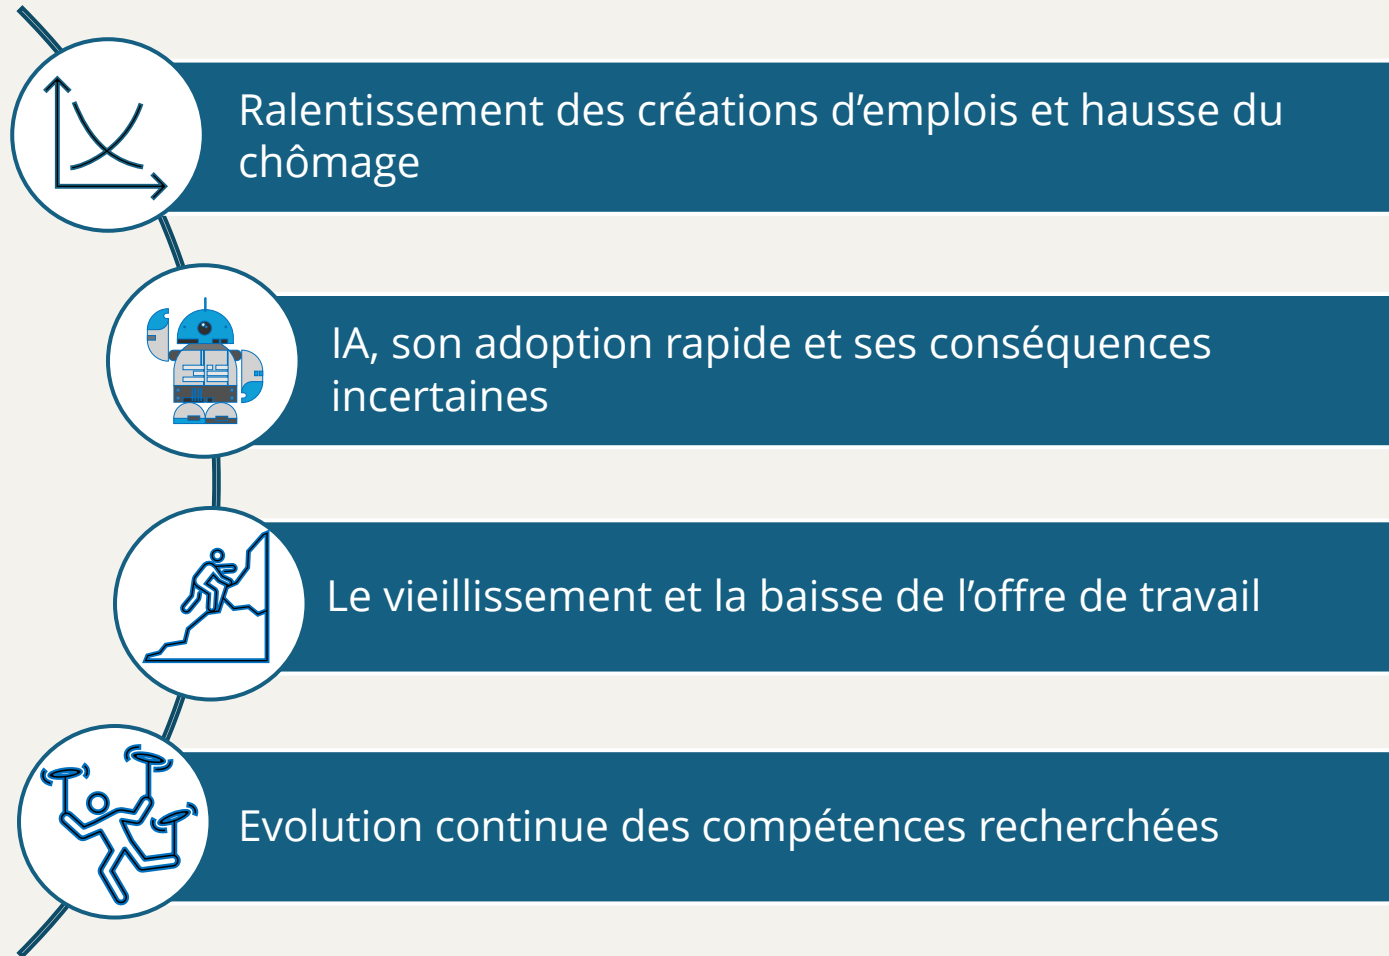 Ralentissement des créations d'emplois et hausse du
chômage
IA, son adoption rapide et ses conséquences
incertaines
Le vieillissement et la baisse de l’offre de travail
Evolution continue des compétences recherchées